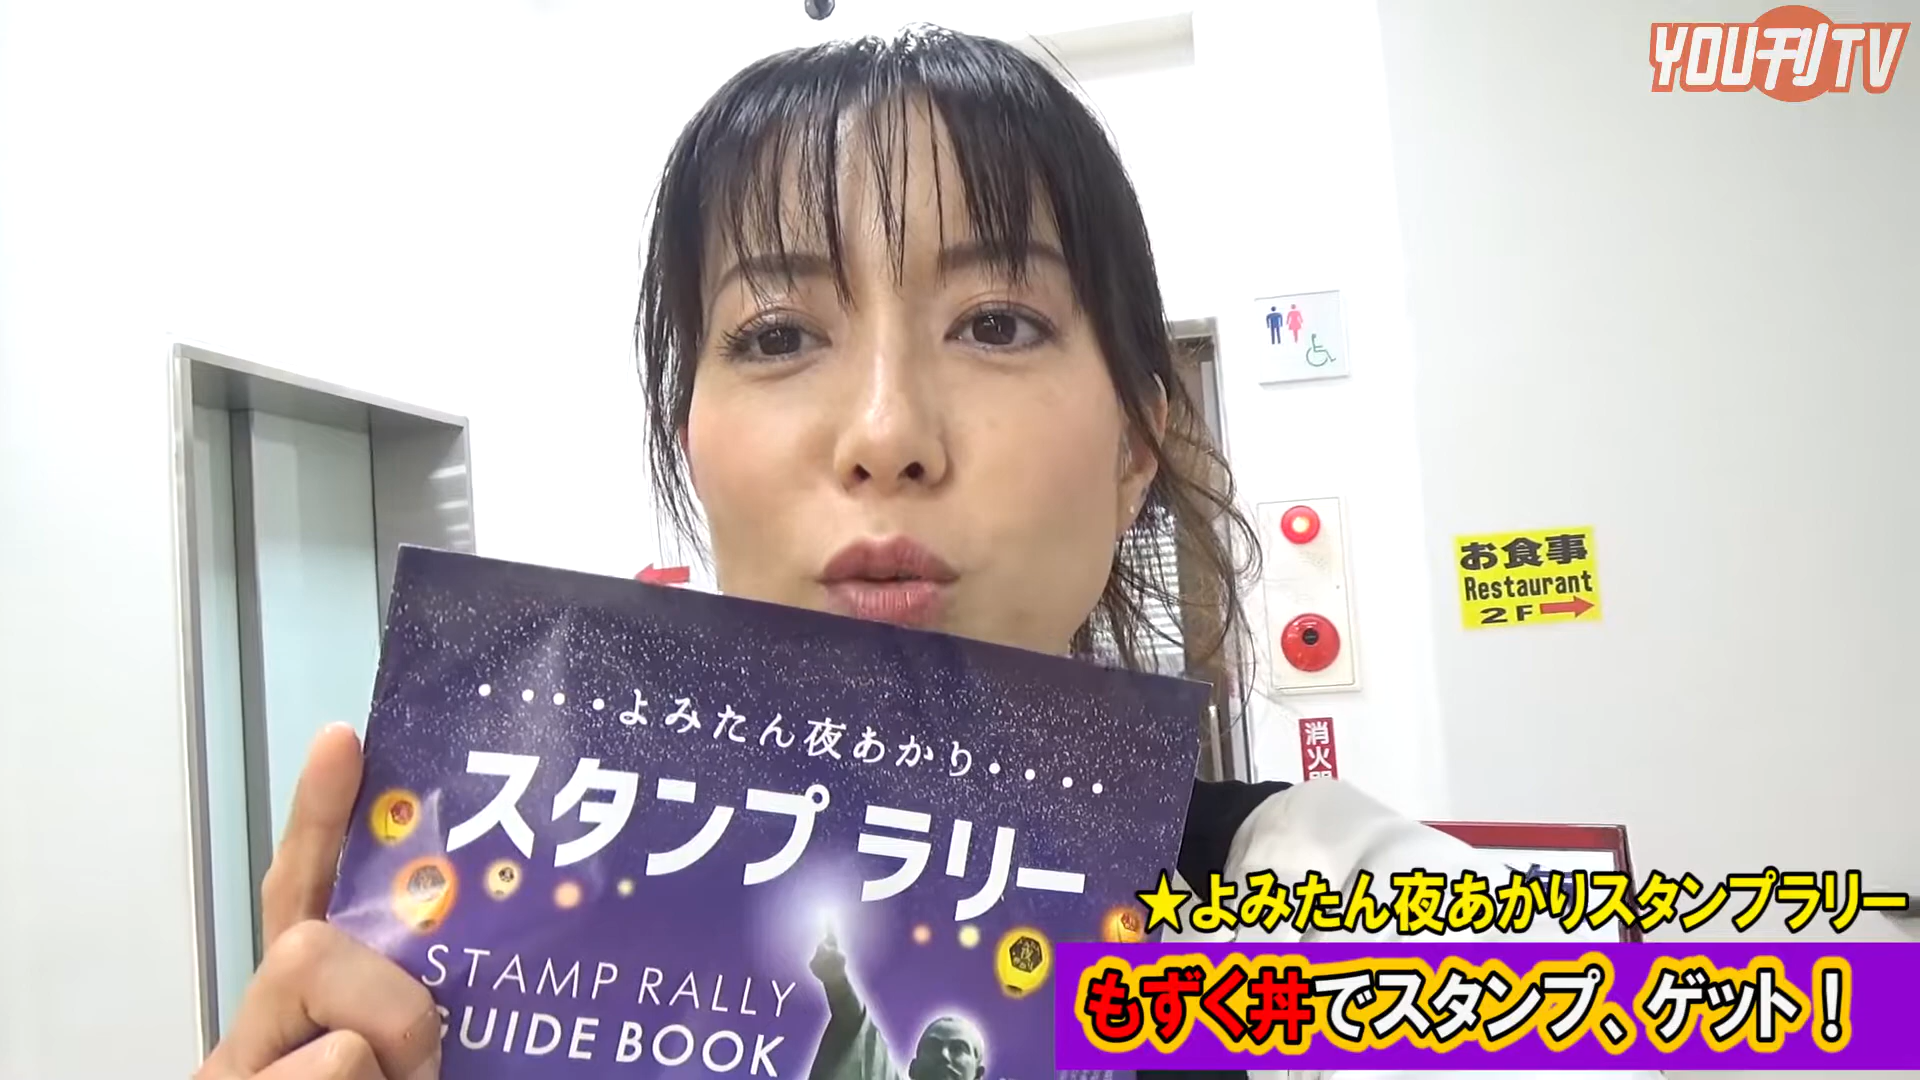 YOU刊TV
お食事
Restaurant
2F
消火
・・・・よみたん夜あかり・・・・
スタンプラリー
STAMP RALLY
GUIDE BOOK
★よみたん夜あかりスタンプラリー
もずく丼でスタンプ、ゲット!